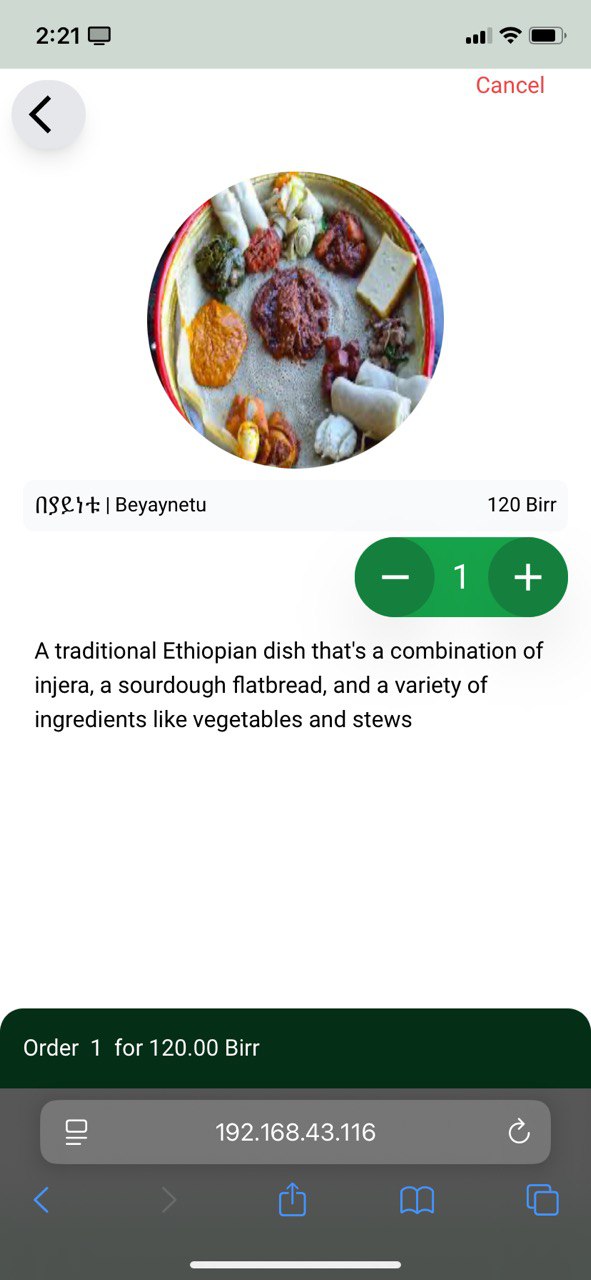 2:21
Cancel
በያይነቱ | Beyaynetu 120 Birr
1
A traditional Ethiopian dish that's a combination of
injera, a sourdough flatbread, and a variety of
ingredients like vegetables and stews
Order 1 for 120.00 Birr
192.168.43.116